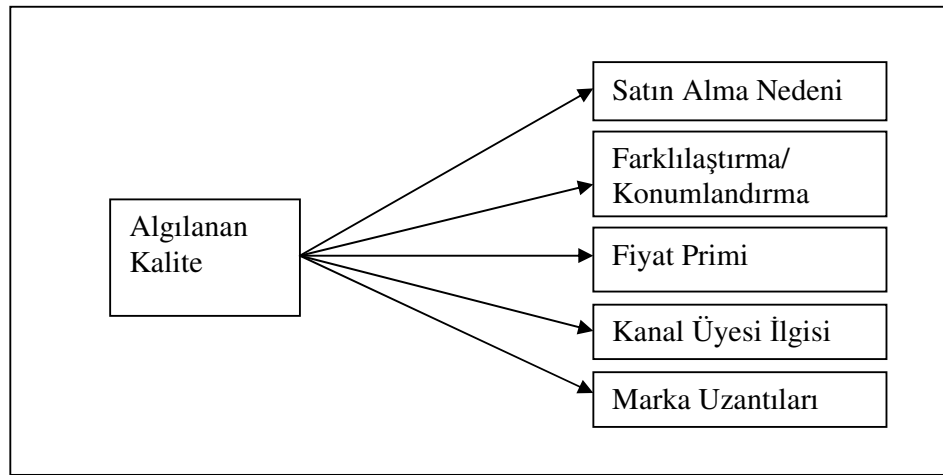 Algılanan
Kalite
Satın Alma Nedeni
Farklılaştırma/
Konumlandırma
Fiyat Primi
Kanal Üyesi İlgisi
Marka Uzantıları